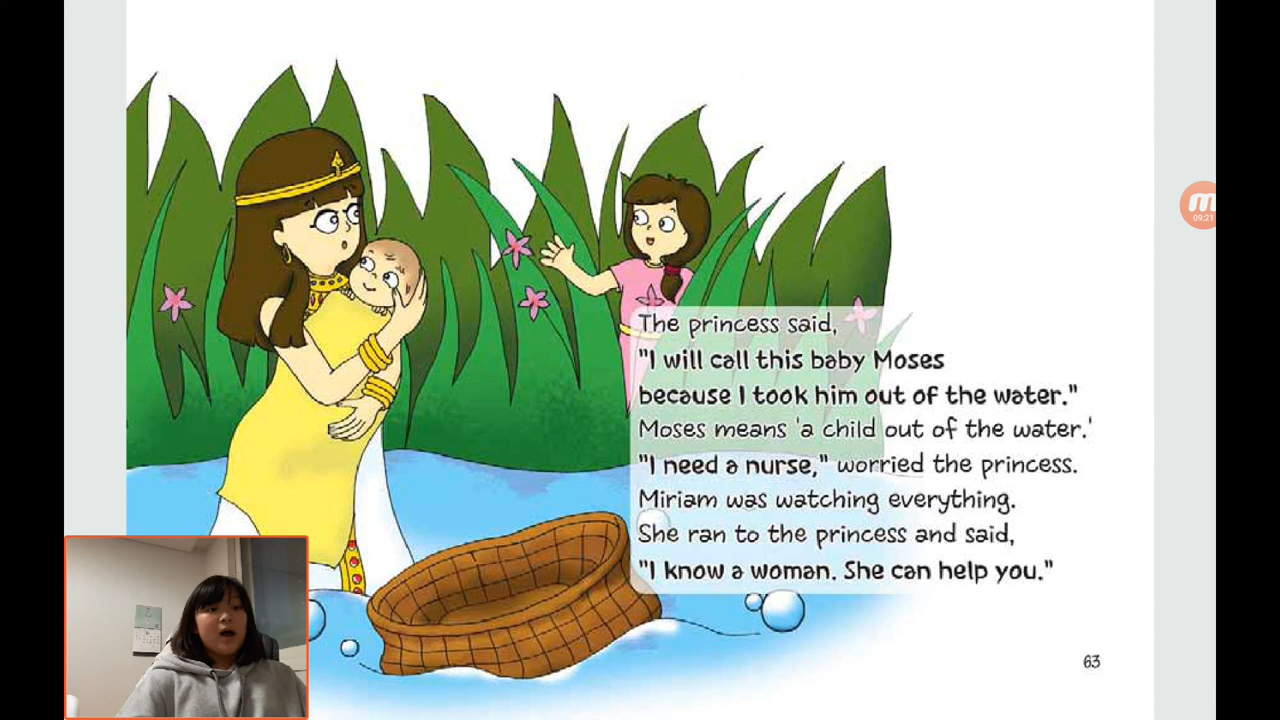 The princess said,
"I will call this baby Moses
because I took him out of the water."
Moses means 'a child out of the water.'
"I need a nurse," worried the princess.
Miriam was watching everything.
She ran to the princess and said,
"I know a woman. She can help you."
63
09:21